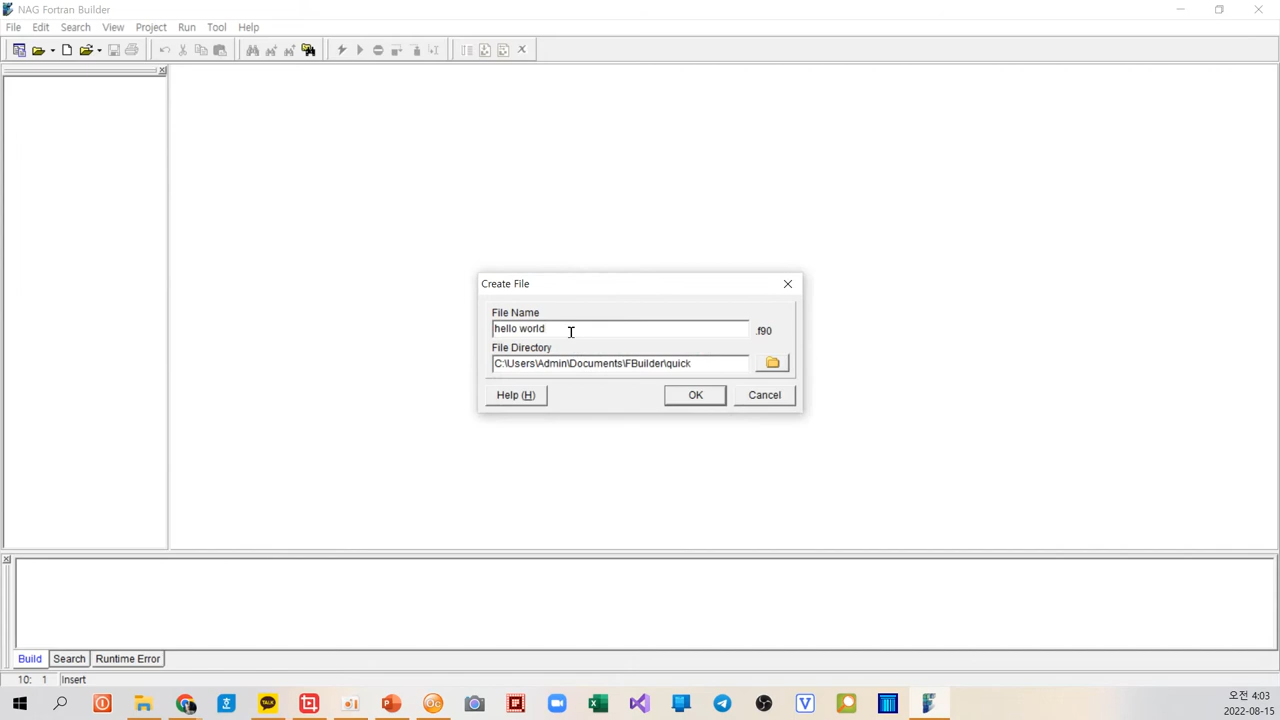 NAG Fortran Builder
File Edit Search View Project Run Tool Help
Create File
File Name
hello world
.f90
File Directory
C:\Users\Admin\Documents\FBuilder\quick
Help (H) OK Cancel
Build Search Runtime Error
10: 1 Insert
오전 4:03
2022-08-15